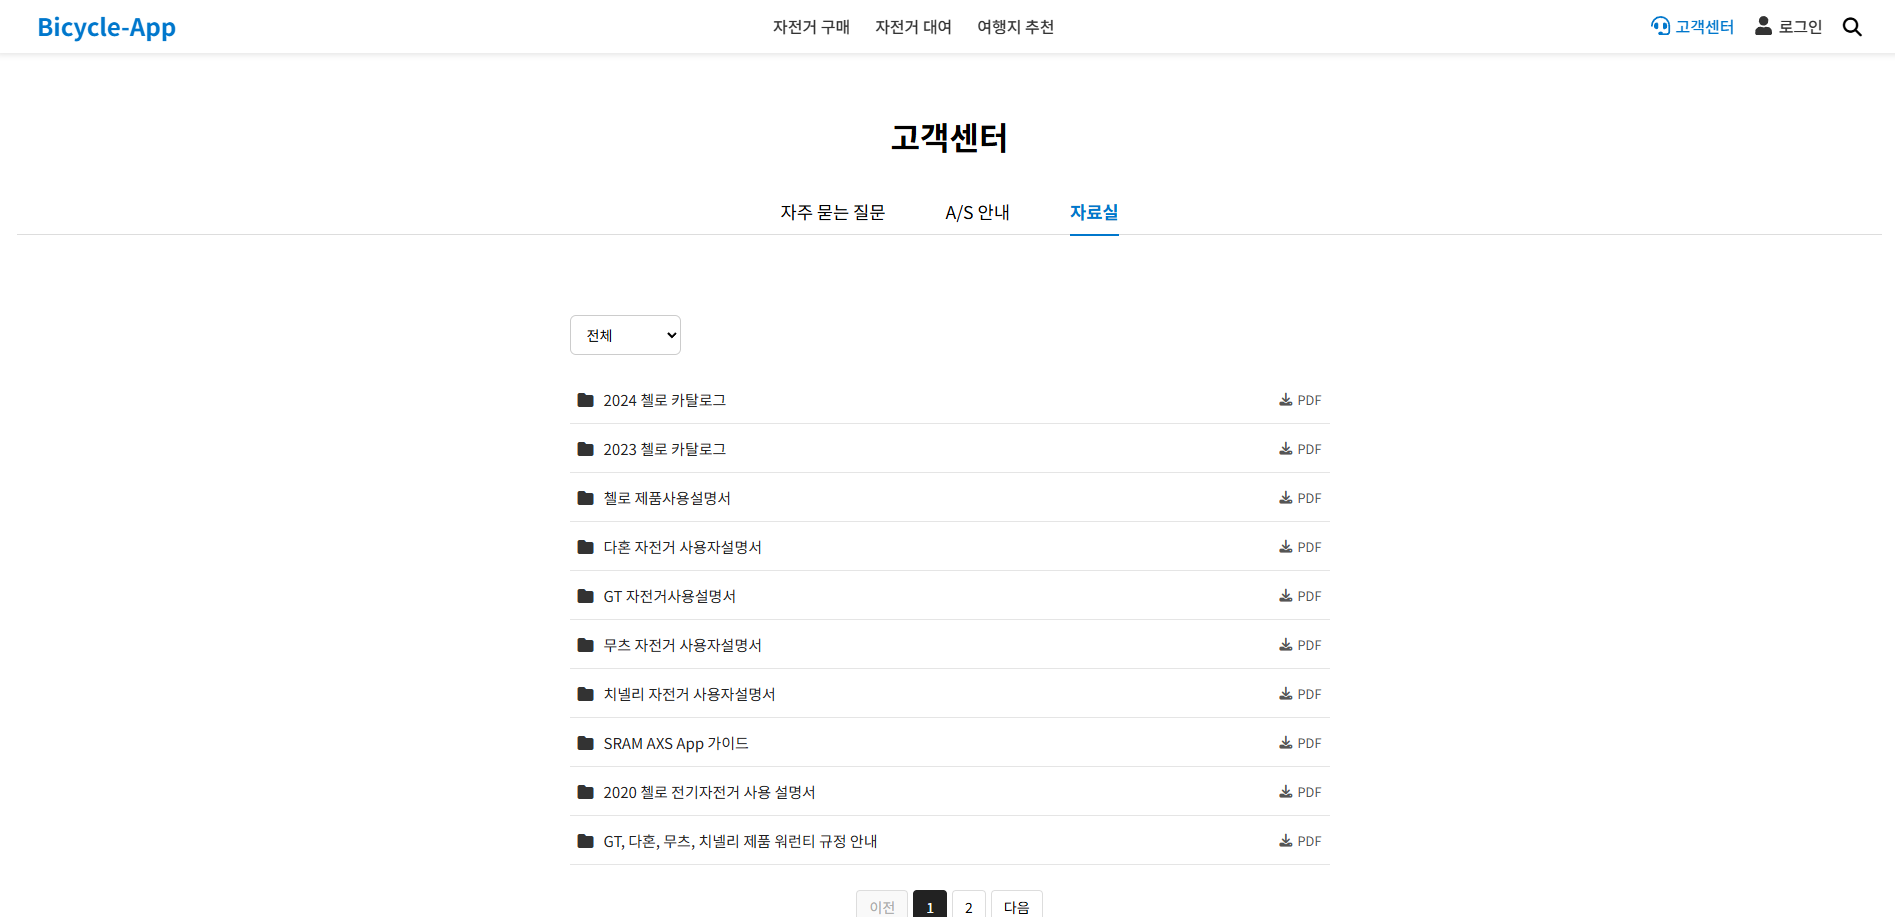 Bicycle-App
자전거 구매 자전거 대여 여행지 추천
고객센터 로그인
고객센터
자주 묻는 질문 A/S 안내 자료실
전체
2024 첼로 카탈로그 PDF
2023 첼로 카탈로그 PDF
첼로 제품사용설명서 PDF
다혼 자전거 사용자설명서 PDF
GT 자전거사용설명서 PDF
무츠 자전거 사용자설명서 PDF
치넬리 자전거 사용자설명서 PDF
SRAM AXS App 가이드 PDF
2020 첼로 전기자전거 사용 설명서 PDF
GT, 다혼, 무츠, 치넬리 제품 워런티 규정 안내 PDF
이전 1 2 다음